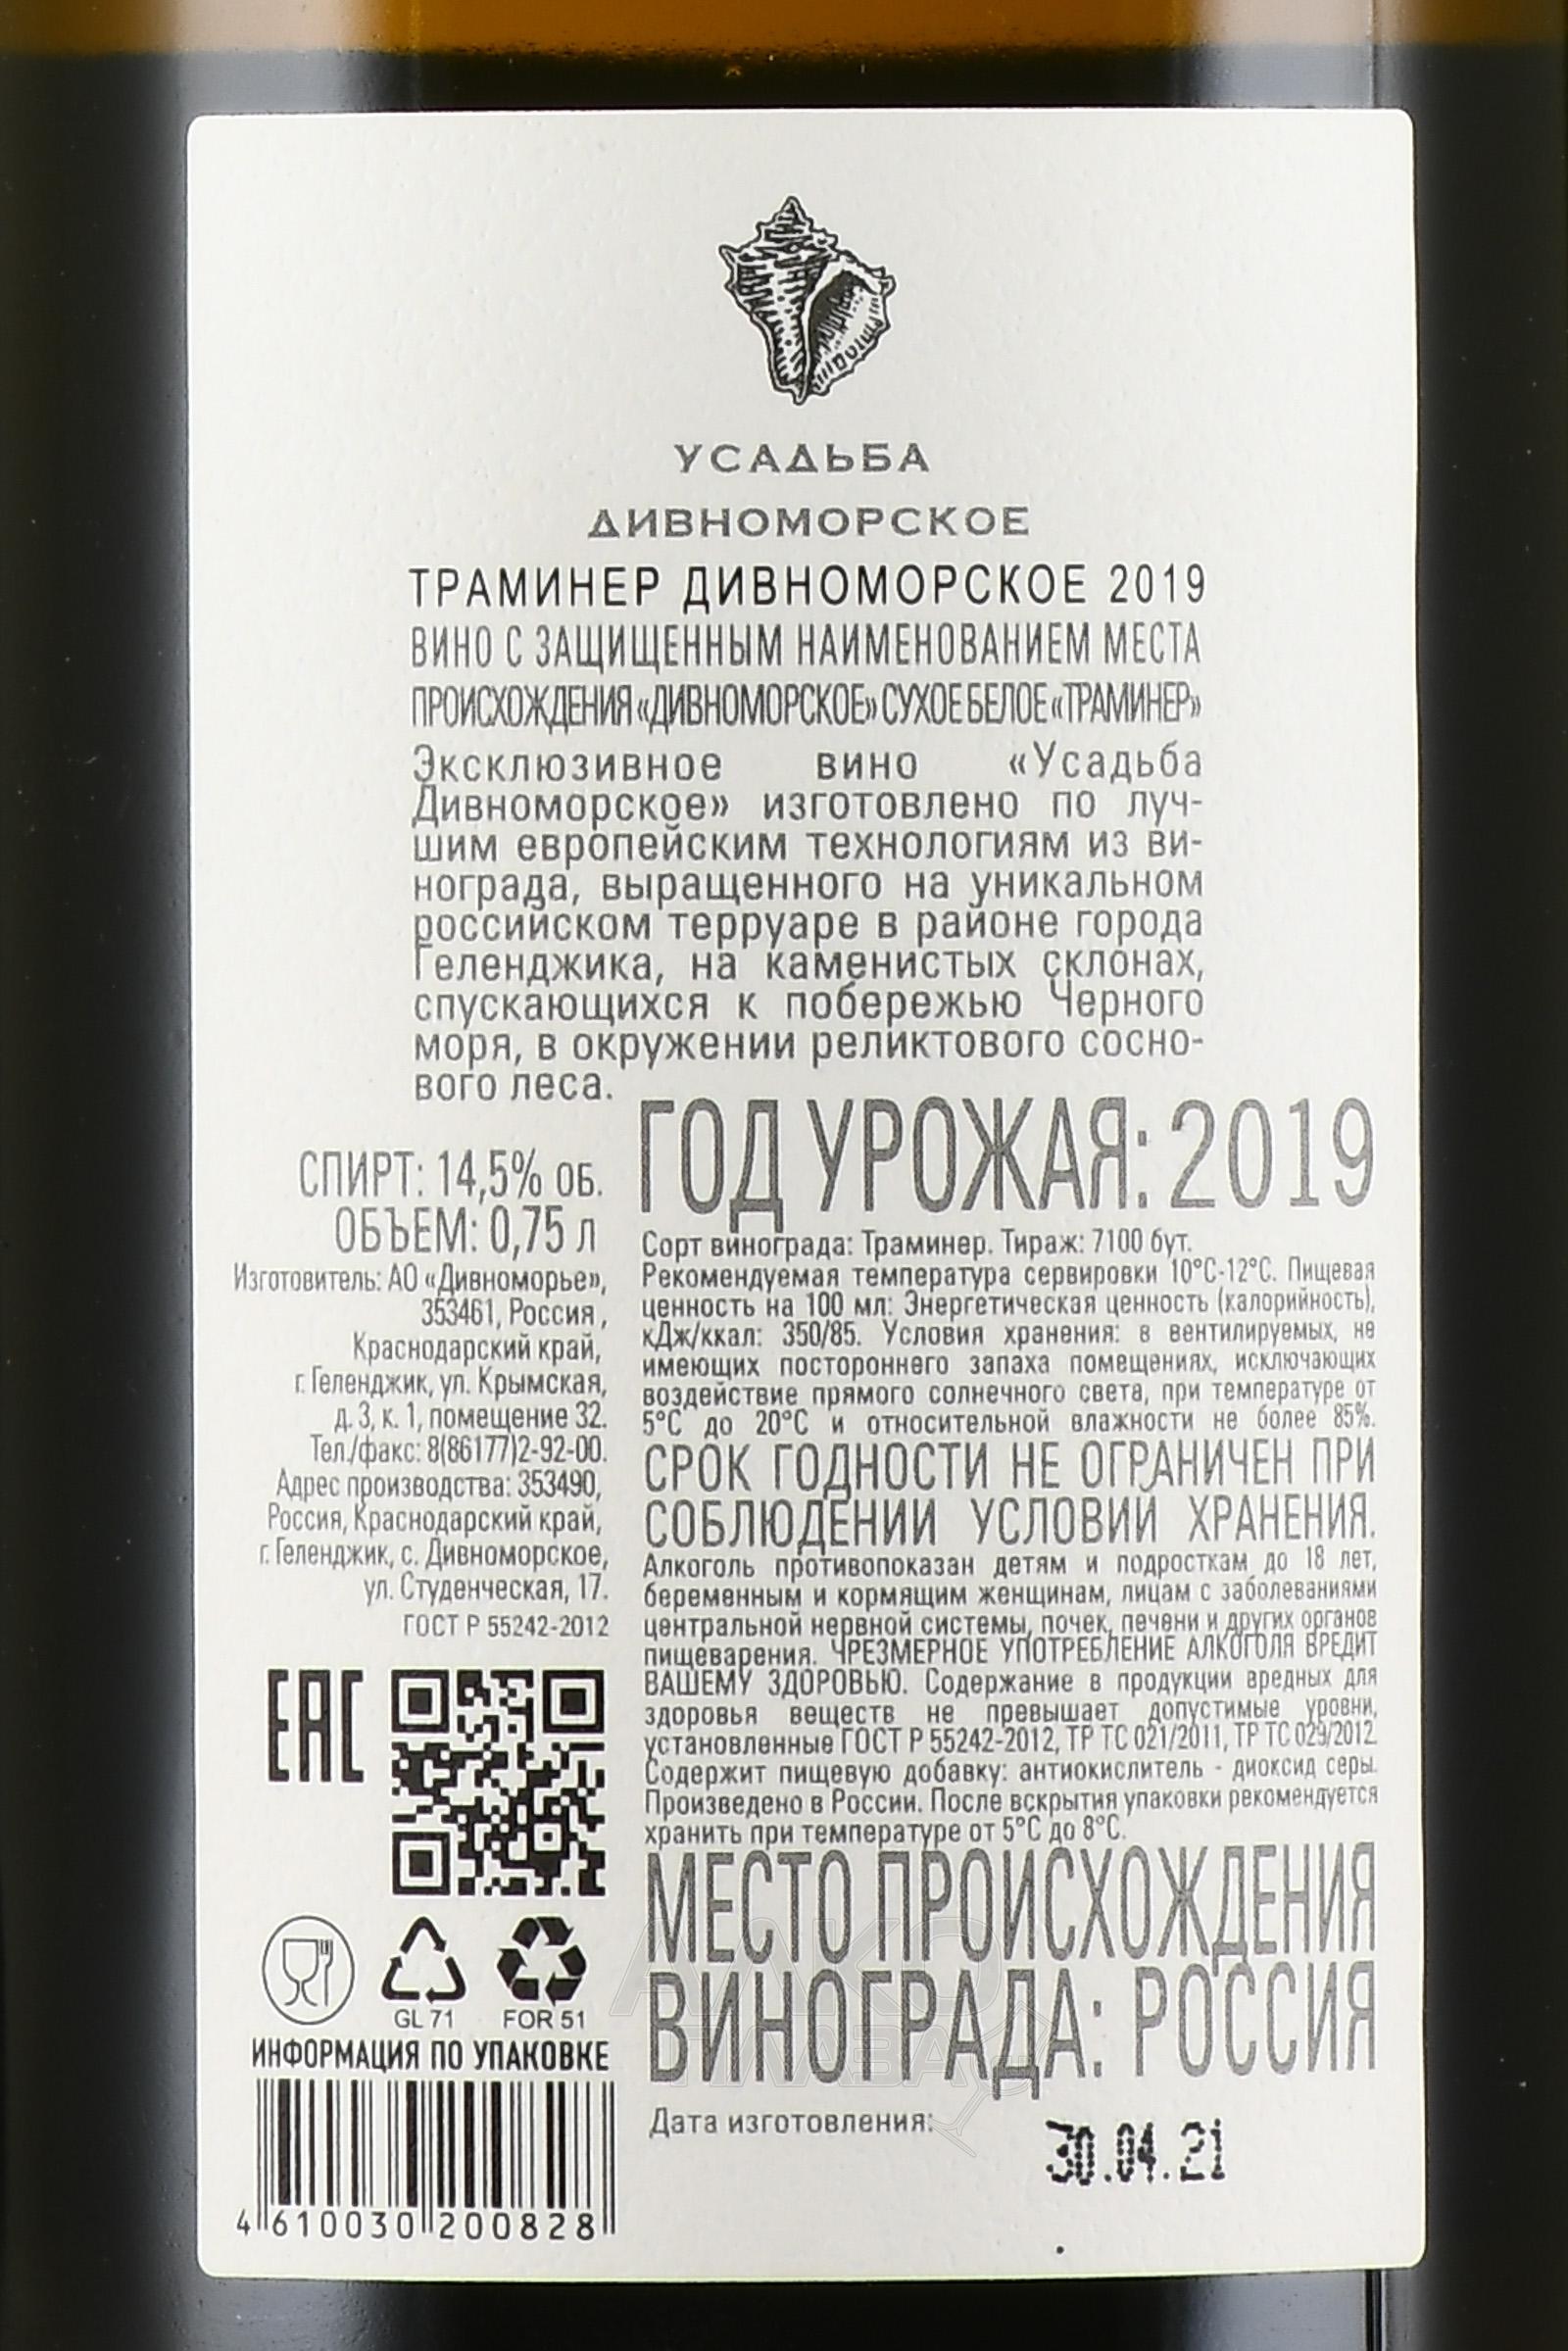 УСАДЬБА
ДИВНОМОРСКОЕ
ТРАМИНЕР ДИВНОМОРСКОЕ 2019
ВИНО С ЗАЩИЩЕННЫМ НАИМЕНОВАНИЕМ МЕСТА
ПРОИСХОЖДЕНИЯ «ДИВНОМОРСКОЕ» СУХОЕ БЕЛОЕ «ТРАМИНЕР»
Эксклюзивное вино «Усадьба
Дивноморское» изготовлено по луч-
шим европейским технологиям из ви-
нограда, выращенного на уникальном
российском терруаре в районе города
Геленджика, на каменистых склонах,
спускающихся к побережью Черного
моря, в окружении реликтового сосно-
вого леса.
СПИРТ: 14,5% ОБ.
ОБЪЕМ: 0,75 л
Изготовитель: АО «Дивноморье»,
353461, Россия ,
Краснодарский край,
г. Геленджик, ул. Крымская,
д. 3, к. 1, помещение 32.
Тел./факс: 8(86177)2-92-00.
Адрес производства: 353490,
Россия, Краснодарский край,
г. Геленджик, с. Дивноморское,
ул. Студенческая, 17.
ГОСТ Р 55242-2012
EAC
GL 71
FOR 51
ИНФОРМАЦИЯ ПО УПАКОВКЕ
4 610030 200828
ГОД УРОЖАЯ: 2019
Сорт винограда: Траминер. Тираж: 7100 бут.
Рекомендуемая температура сервировки 10°С-12°С. Пищевая
ценность на 100 мл: Энергетическая ценность (калорийность),
кДж/ккал: 350/85. Условия хранения: в вентилируемых, не
имеющих постороннего запаха помещениях, исключающих
воздействие прямого солнечного света, при температуре от
5°С до 20°С и относительной влажности не более 85%.
СРОК ГОДНОСТИ НЕ ОГРАНИЧЕН ПРИ
СОБЛЮДЕНИИ УСЛОВИЙ ХРАНЕНИЯ.
Алкоголь противопоказан детям и подросткам до 18 лет,
беременным и кормящим женщинам, лицам с заболеваниями
центральной нервной системы, почек, печени и других органов
пищеварения. ЧРЕЗМЕРНОЕ УПОТРЕБЛЕНИЕ АЛКОГОЛЯ ВРЕДИТ
ВАШЕМУ ЗДОРОВЬЮ. Содержание в продукции вредных для
здоровья веществ не превышает допустимые уровни,
установленные ГОСТ Р 55242-2012, ТР ТС 021/2011, ТР ТС 029/2012.
Содержит пищевую добавку: антиокислитель - диоксид серы.
Произведено в России. После вскрытия упаковки рекомендуется
хранить при температуре от 5°С до 8°С.
МЕСТО ПРОИСХОЖДЕНИЯ
ВИНОГРАДА: РОССИЯ
АЛКО
ПЛАЗА
Дата изготовления:
30.04.21